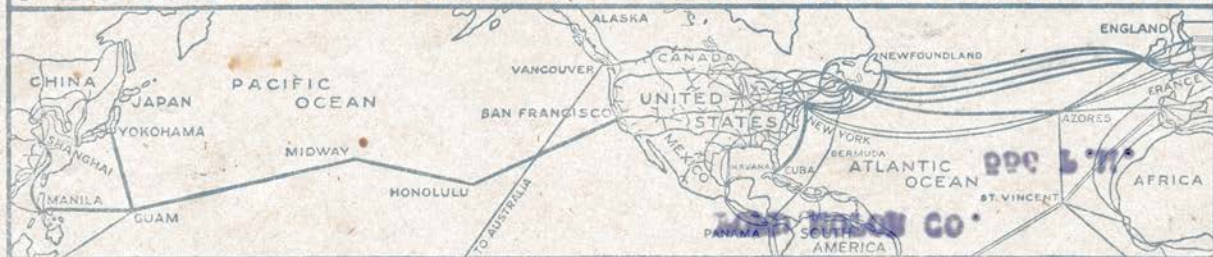 ALASKA
ENGLAND
CANADA
NEWFOUNDLAND
VANCOUVER
CHINA
PACIFIC
OCEAN
JAPAN
FRANCE
UNITED
STATES
SAN FRANCISCO
AZORES
NEW YORK
YOKOHAMA
SHANGHAI
MEXICO
MIDWAY
BERMUDA
HAVANA
CUBA
ATLANTIC
OCEAN
AFRICA
HONOLULU
MANILA
ST. VINCENT
GUAM
TO AUSTRALIA
PANAMA
SOUTH
AMERICA
CO